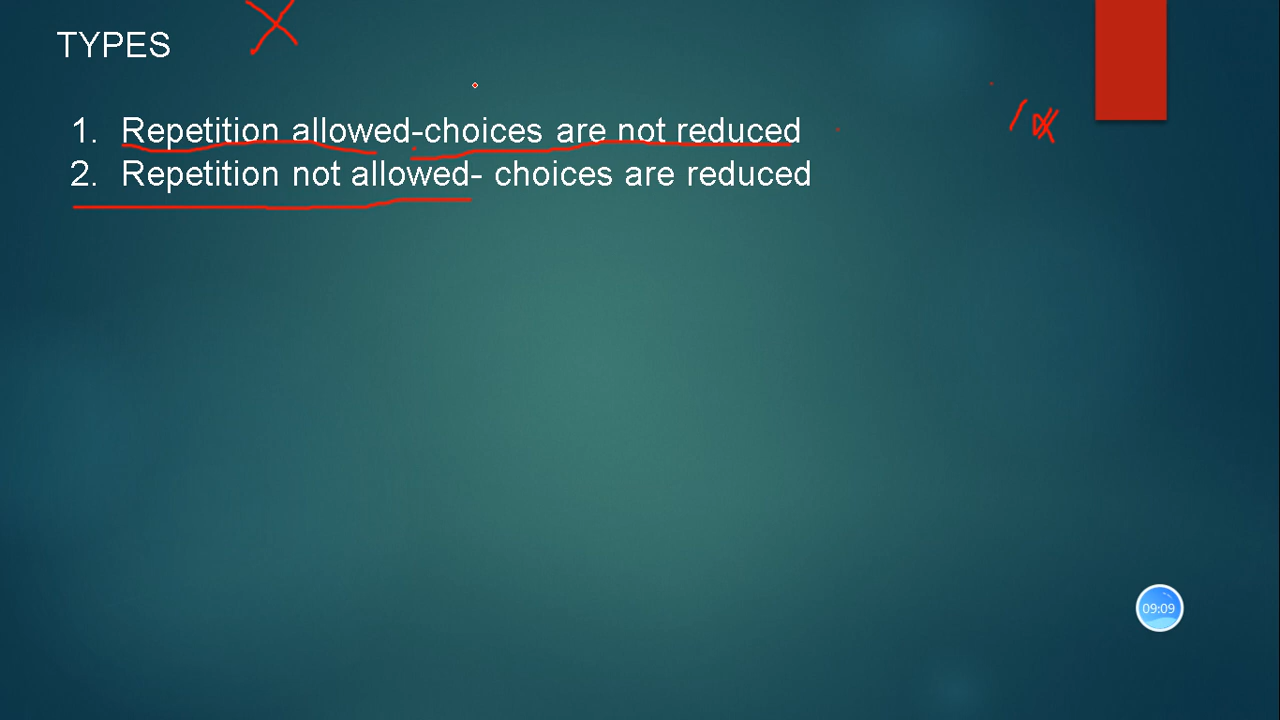 TYPES
1. Repetition allowed-choices are not reduced
2. Repetition not allowed- choices are reduced
09:09